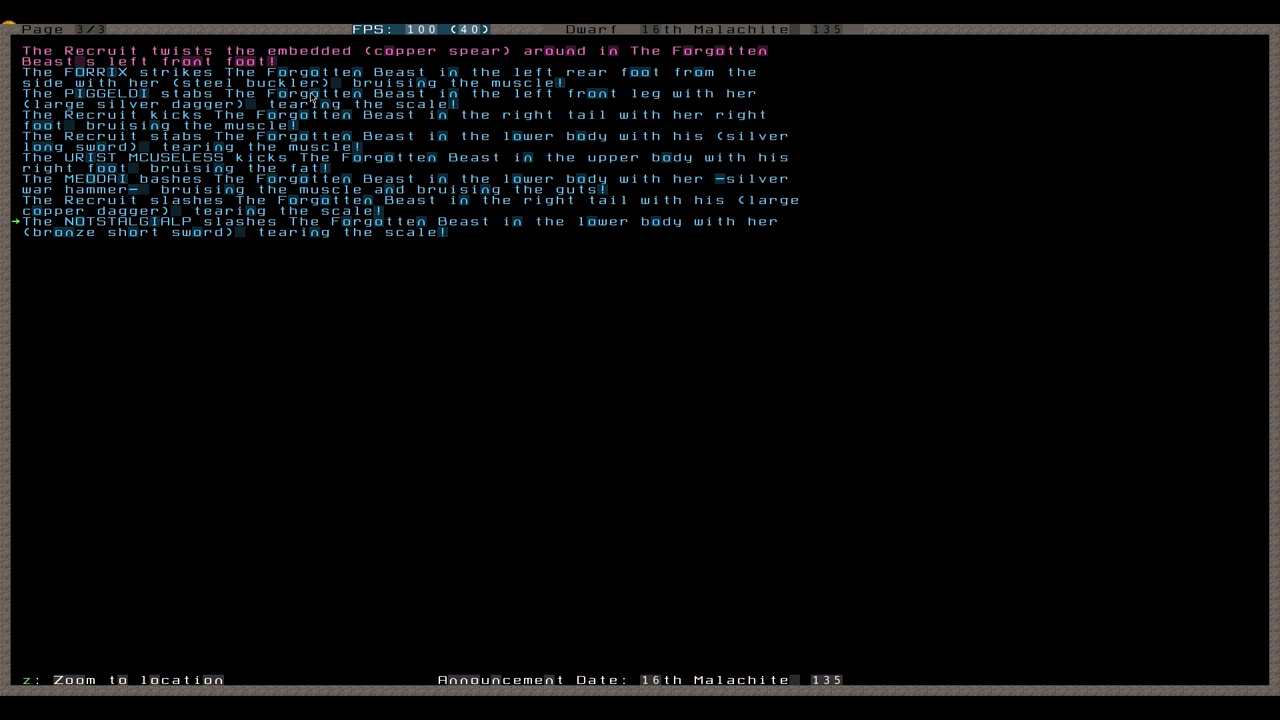 Page 3/3 FPS: 100 (40) Dwarf 16th Malachite 135
The Recruit twists the embedded (copper spear) around in The Forgotten
Beast s left front foot!
The FORRIX strikes The Forgotten Beast in the left rear foot from the
side with her (steel buckler) bruising the muscle!
The PIGGELDI stabs The Forgotten Beast in the left front leg with her
(large silver dagger) tearing the scale!
The Recruit kicks The Forgotten Beast in the right tail with her right
foot bruising the muscle!
The Recruit stabs The Forgotten Beast in the lower body with his (silver
long sword) tearing the muscle!
The URIST MCUSELESS kicks The Forgotten Beast in the upper body with his
right foot bruising the fat!
The MEODAI bashes The Forgotten Beast in the lower body with her -silver
war hammer- bruising the muscle and bruising the guts!
The Recruit slashes The Forgotten Beast in the right tail with his (large
copper dagger) tearing the scale!
The NOTSTALGIALP slashes The Forgotten Beast in the lower body with her
(bronze short sword) tearing the scale!
z: Zoom to location Announcement Date: 16th Malachite 135